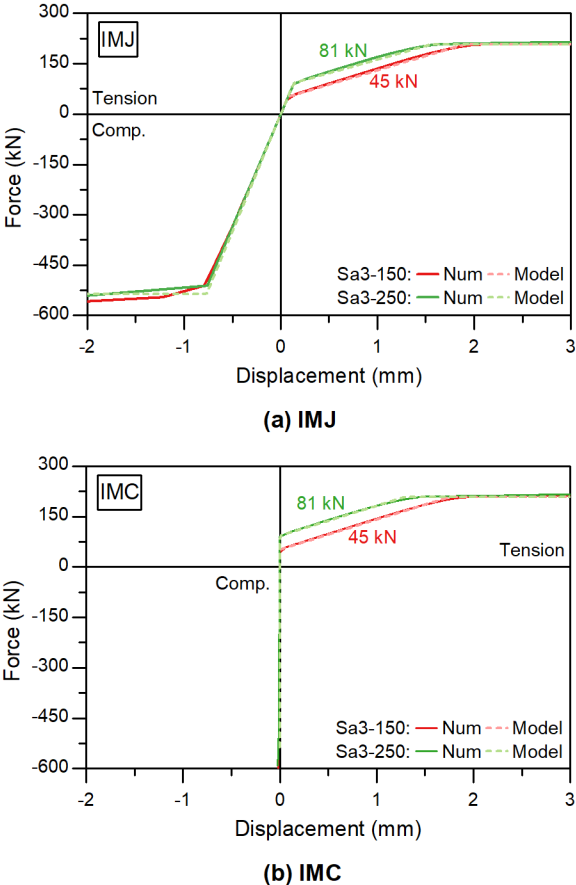 300
IMJ
81 kN
150
45 kN
Tension
0
Comp.
Force (kN)
-150
-300
Sa3-150: Num Model
-450
Sa3-250: Num Model
-600
-2 -1 0 1 2 3
Displacement (mm)
(a) IMJ
300
IMC
81 kN
150
45 kN
Tension
0
Comp.
Force (kN)
-150
-300
-450
Sa3-150: Num Model
Sa3-250: Num Model
-600
-2 -1 0 1 2 3
Displacement (mm)
(b) IMC